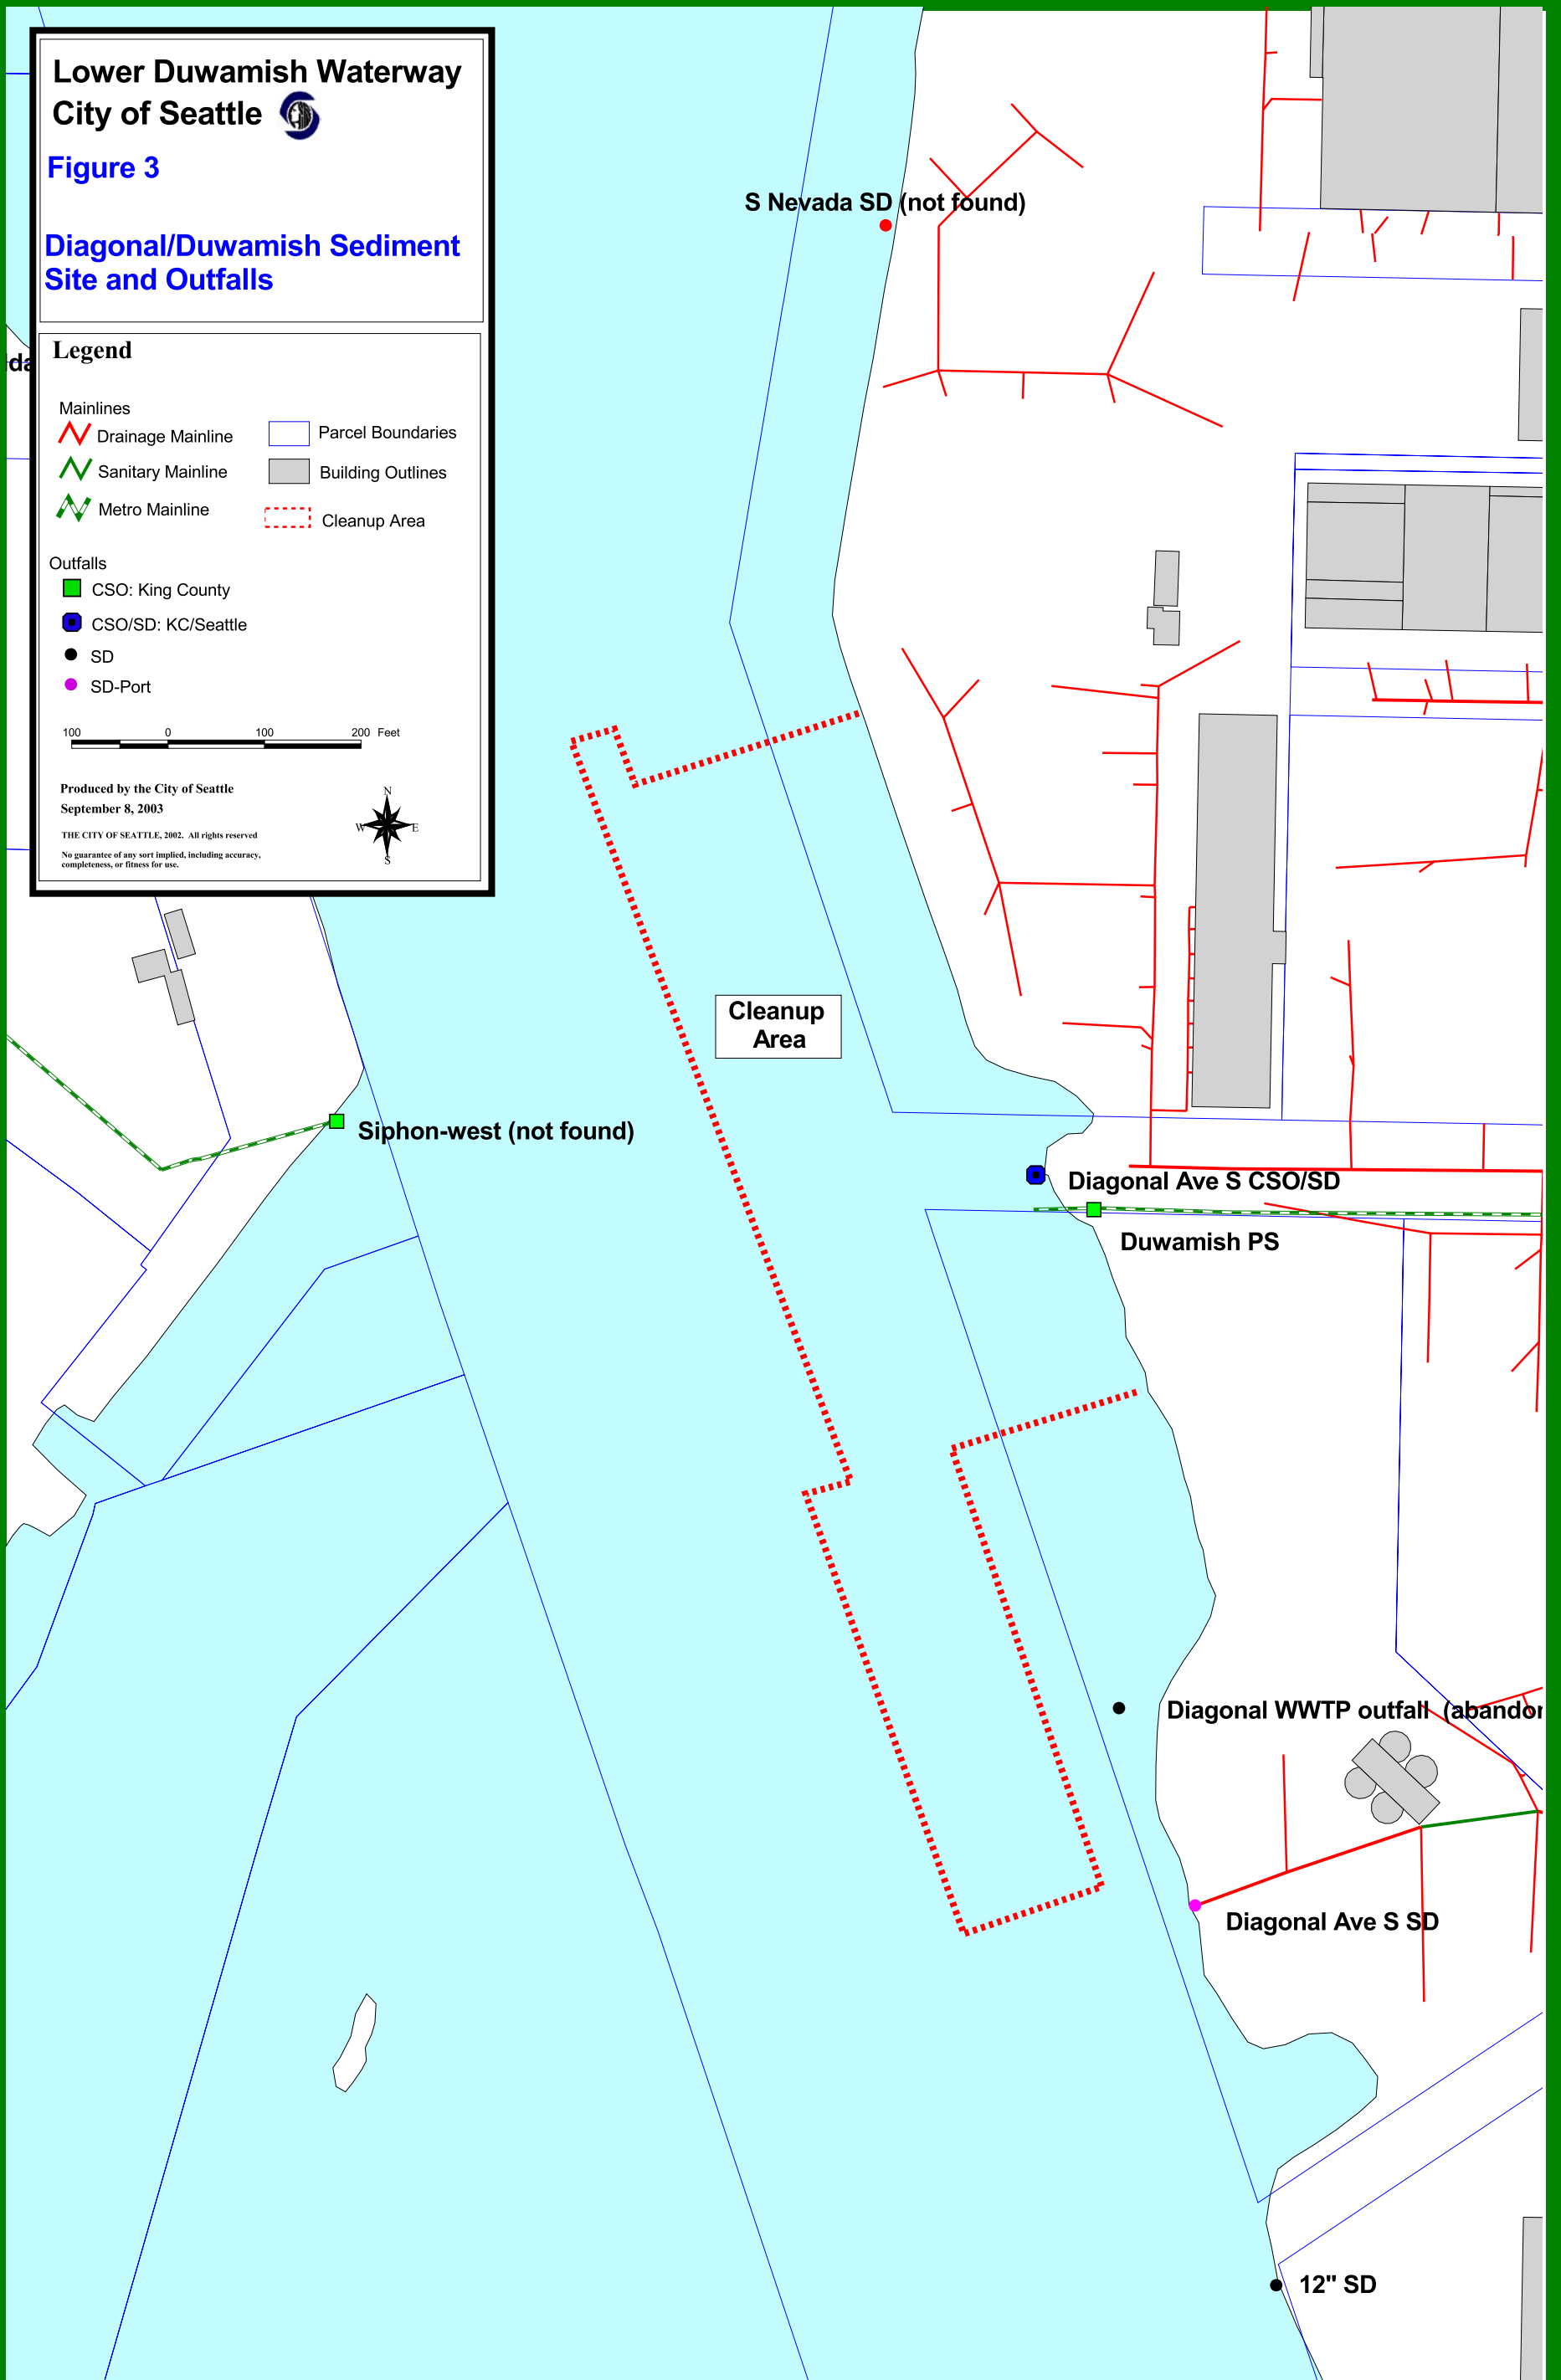 Lower Duwamish Waterway
City of Seattle
Figure 3
Diagonal/Duwamish Sediment
Site and Outfalls
Legend
Mainlines
Drainage Mainline
Sanitary Mainline
Metro Mainline
Parcel Boundaries
Building Outlines
Cleanup Area
Outfalls
CSO: King County
CSO/SD: KC/Seattle
SD
SD-Port
100 0 100 200 Feet
Produced by the City of Seattle
September 8, 2003
THE CITY OF SEATTLE, 2002. All rights reserved
No guarantee of any sort implied, including accuracy,
completeness, or fitness for use.
N
W E
S
S Nevada SD (not found)
Cleanup
Area
Siphon-west (not found)
Diagonal Ave S CSO/SD
Duwamish PS
Diagonal WWTP outfall (abandor
Diagonal Ave S SD
12" SD